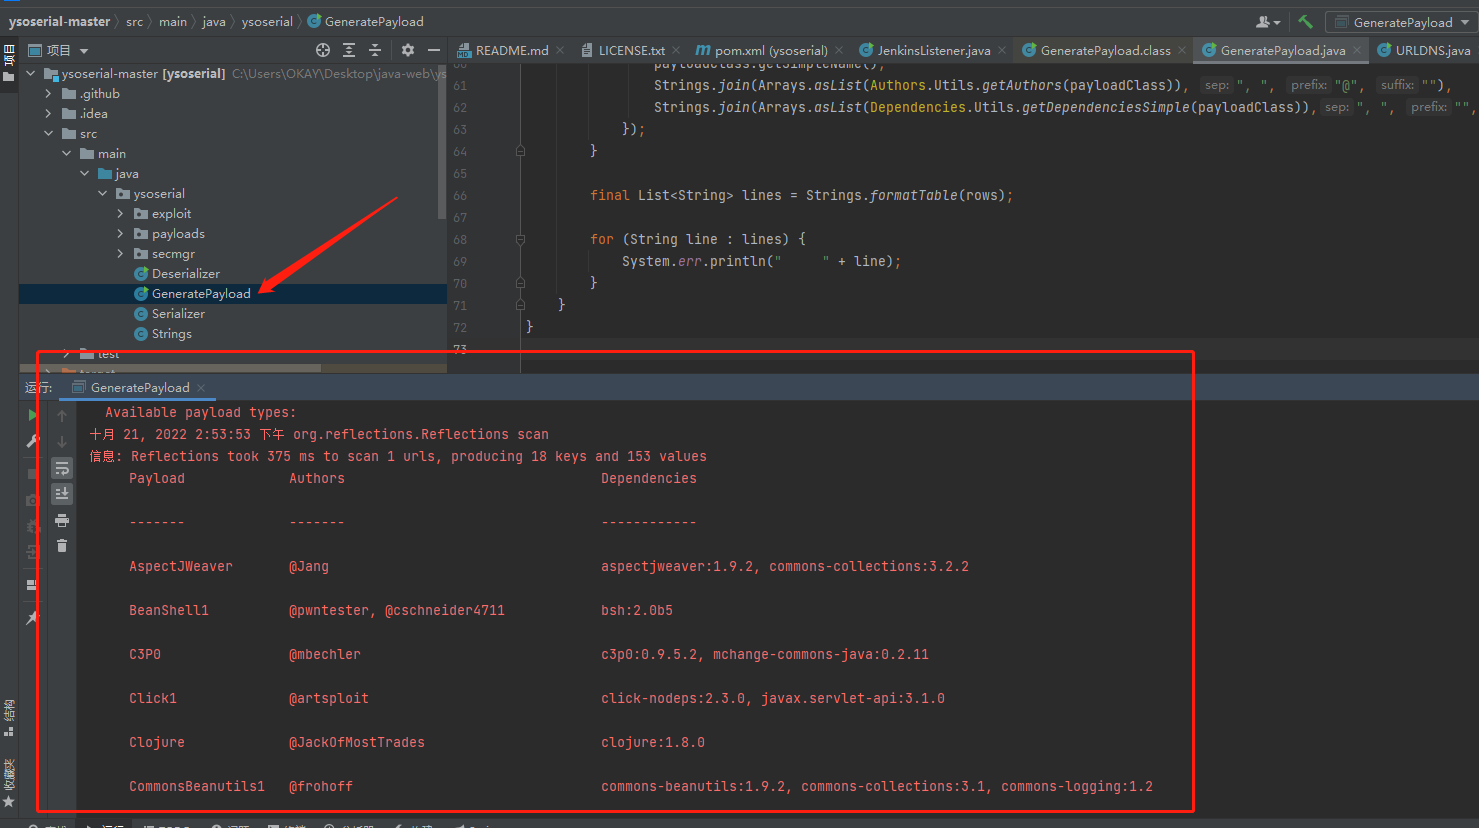 ysoserial-master 〉 src 〉 main 〉 java 〉 ysoserial 〉 GeneratePayload
GeneratePayload
项目
项目
README.md
LICENSE.txt
pom.xml (ysoserial)
JenkinsListener.java
GeneratePayload.class
GeneratePayload.java
URLDNS.java
ysoserial-master [ysoserial] C:\Users\OKAY\Desktop\java-web\ys
.github
.idea
src
main
java
ysoserial
exploit
payloads
secmgr
Deserializer
GeneratePayload
Serializer
Strings
test
target
60 payloadClass.getSimpleName();
61 Strings.join(Arrays.asList(Authors.Utils.getAuthors(payloadClass)), sep: ", ", prefix: "@", suffix: ""),
62 Strings.join(Arrays.asList(Dependencies.Utils.getDependenciesSimple(payloadClass)), sep: ", ", prefix: "",
63 });
64 }
65
66 final List<String> lines = Strings.formatTable(rows);
67
68 for (String line : lines) {
69 System.err.println("     " + line);
70 }
71 }
72 }
73
运行:
GeneratePayload
Available payload types:
十月 21, 2022 2:53:53 下午 org.reflections.Reflections scan
信息: Reflections took 375 ms to scan 1 urls, producing 18 keys and 153 values
Payload Authors Dependencies
------- ------- ------------
AspectJWeaver @Jang aspectjweaver:1.9.2, commons-collections:3.2.2
BeanShell1 @pwntester, @cschneider4711 bsh:2.0b5
C3P0 @mbechler c3p0:0.9.5.2, mchange-commons-java:0.2.11
Click1 @artsploit click-nodeps:2.3.0, javax.servlet-api:3.1.0
Clojure @JackOfMostTrades clojure:1.8.0
CommonsBeanutils1 @frohoff commons-beanutils:1.9.2, commons-collections:3.1, commons-logging:1.2
结构
收藏夹